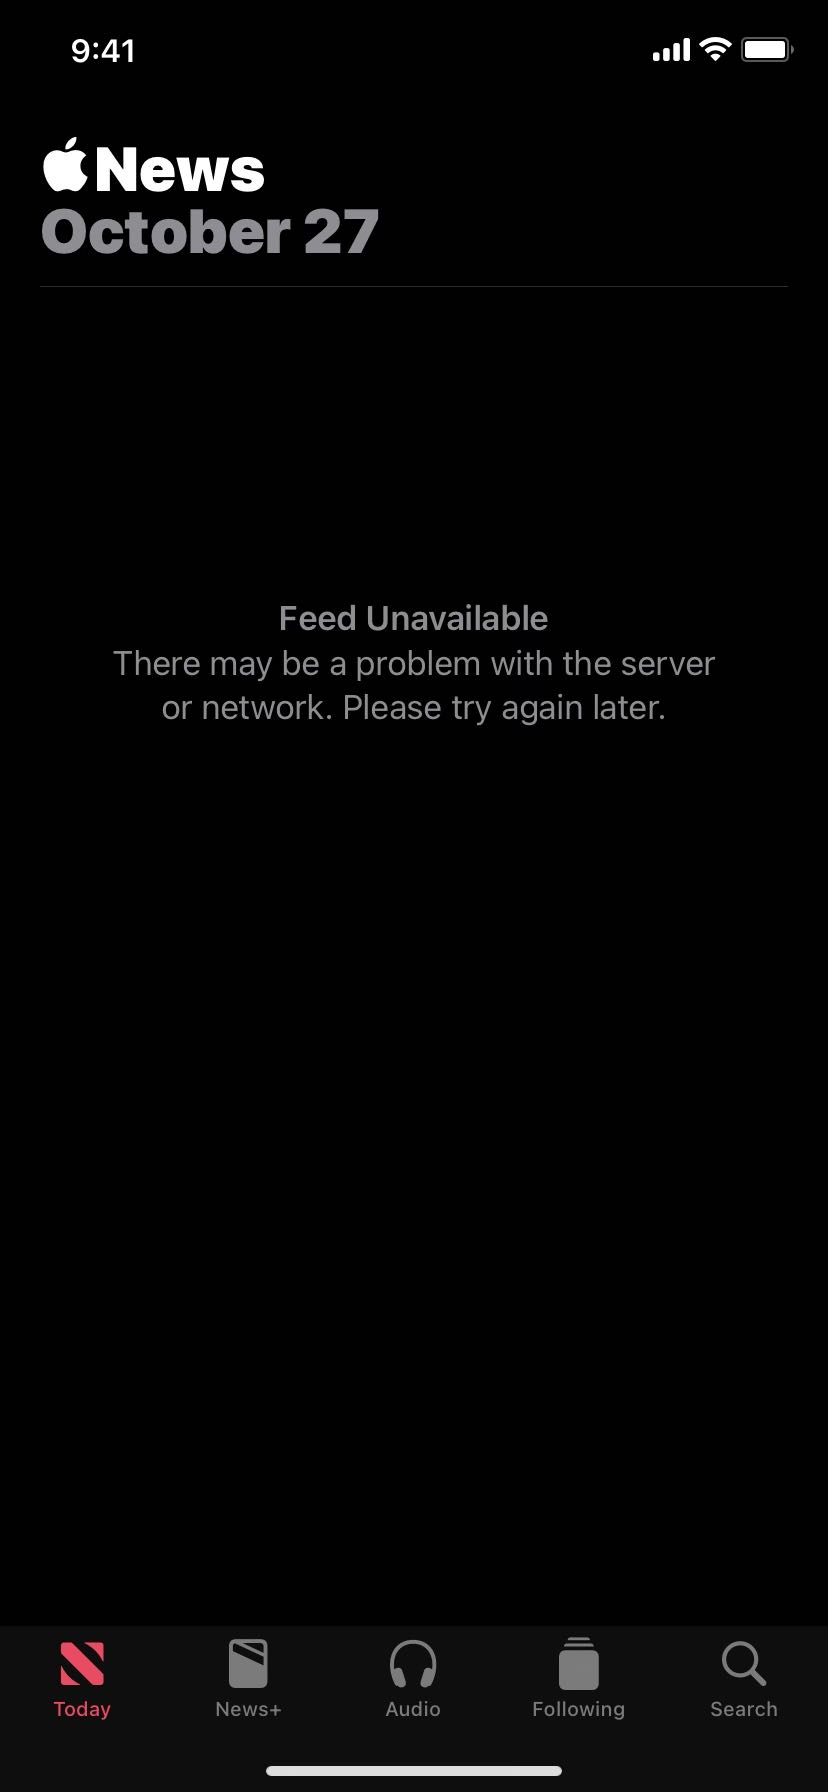 9:41
News
October 27
Feed Unavailable
There may be a problem with the server
or network. Please try again later.
Today
News+
Audio
Following
Search